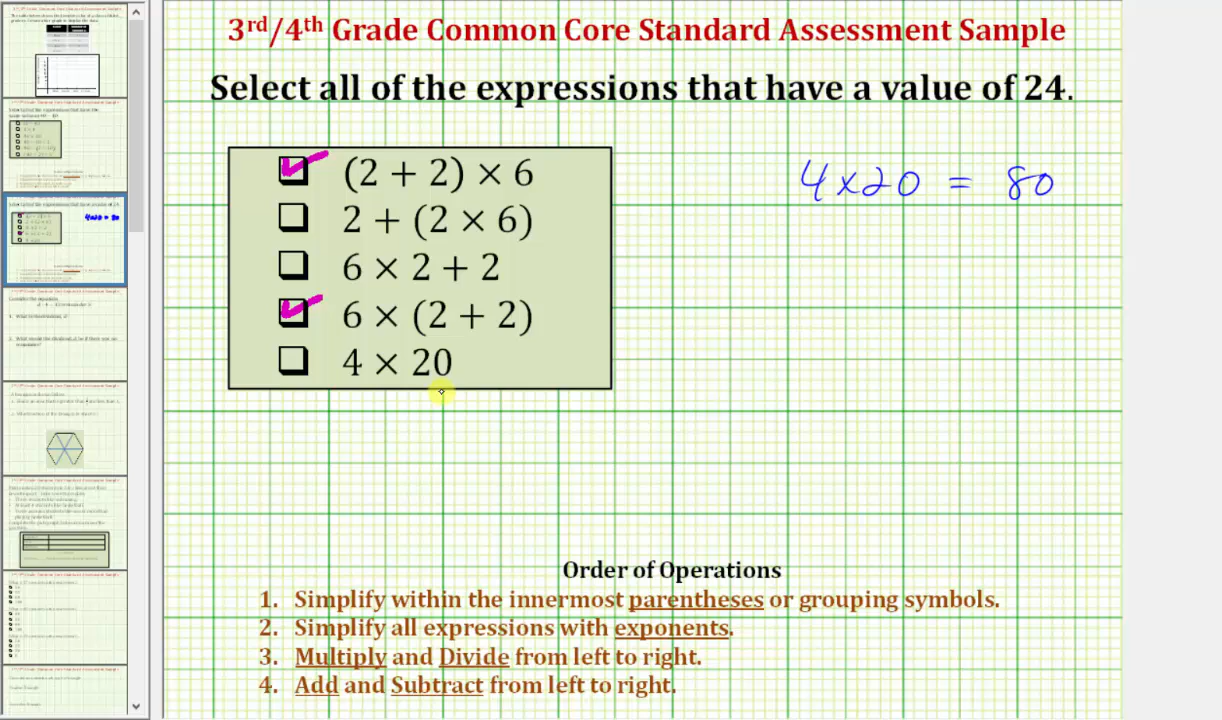 3rd/4th Grade Common Core Standard Assessment Sample
Select all of the expressions that have a value of 24.
(2 + 2) × 6
4x20 = 80
2 + (2 × 6)
6 × 2 + 2
6 × (2 + 2)
4 × 20
Order of Operations
1. Simplify within the innermost parentheses or grouping symbols.
2. Simplify all expressions with exponents.
3. Multiply and Divide from left to right.
4. Add and Subtract from left to right.